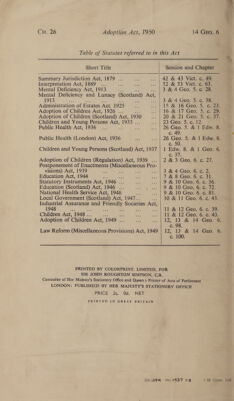 CH. 26 Adoption Act, 1950 14 GEO. 6
Table of Statutes referred to in this Act
Short Title Session and Chapter
Summary Jurisdiction Act, 1879 ... 42 & 43 Vict. c. 49.
Interpretation Act, 1889 ... 52 & 53 Vict. c. 63.
Mental Deficiency Act, 1913 ... 3 & 4 Geo. 5. c. 28.
Mental Deficiency and Lunacy (Scotland) Act,
1913 ... 3 & 4 Geo. 5. c. 38.
Administration of Estates Act, 1925 ... 15 & 16 Geo. 5. c. 23.
Adoption of Children Act, 1926 ... 16 & 17 Geo. 5. c. 29.
Adoption of Children (Scotland) Act, 1930 20 & 21 Geo. 5. c. 37.
Children and Young Persons Act, 1933 ... 23 Geo. 5. c. 12.
Public Health Act, 1936 ... 26 Geo. 5. & 1 Edw. 8.
c. 49.
Public Health (London) Act, 1936 ... 26 Geo. 5. & 1 Edw. 8.
c. 50.
Children and Young Persons (Scotland) Act, 1937 1 Edw. 8. & 1 Geo. 6.
c. 37.
Adoption of Children (Regulation) Act, 1939 ... 2 & 3 Geo. 6. c. 27.
Postponement of Enactments (Miscellaneous Pro-
visions) Act, 1939 ... 3 & 4 Geo. 6. c. 2.
Education Act, 1944 ... 7 & 8 Geo. 6. c. 31.
Statutory Instruments Act, 1946 ... 9 & 10 Geo. 6. c. 36.
Education (Scotland) Act, 1946 ... 9 & 10 Geo. 6. c. 72.
National Health Service Act, 1946 ... 9 & 10 Geo. 6. c. 81.
Local Government (Scotland) Act, 1947 ... 10 & 11 Geo. 6. c. 43.
Industrial Assurance and Friendly Societies Act,
1948 ... 11 & 12 Geo. 6. c. 39.
Children Act, 1948 ... 11 & 12 Geo. 6. c. 43.
Adoption of Children Act, 1949 ... 12, 13 & 14 Geo. 6.
c. 98.
Law Reform (Miscellaneous Provisions) Act, 1949 12, 13 & 14 Geo. 6.
c. 100.
PRINTED BY COLOURPRINT, LIMITED, FOR
SIR JOHN ROUGHTON SIMPSON, C.B.
Controller of Her Majesty's Stationery Office and Queen's Printer of Acts of Parliament
LONDON: PUBLISHED BY HER MAJESTY'S STATIONERY OFFICE
PRICE 2s. 0d. NET
PRINTED IN GREAT BRITAIN